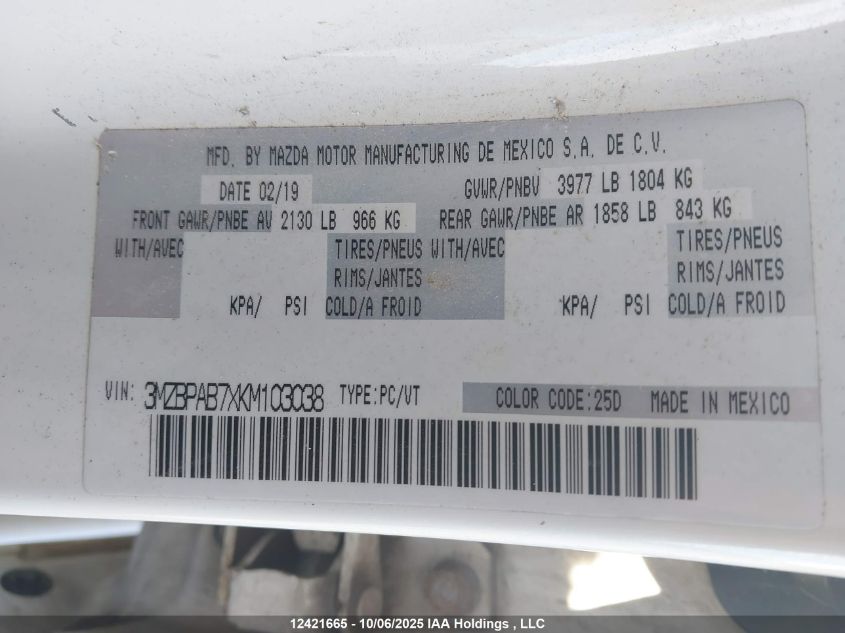 MFD. BY MAZDA MOTOR MANUFACTURING DE MEXICO S.A. DE C.V.
DATE 02/19 GVWR/PNBV 3977 LB 1804 KG
FRONT GAWR/PNBE AV 2130 LB 966 KG REAR GAWR/PNBE AR 1858 LB 843 KG
WITH/AVEC TIRES/PNEUS WITH/AVEC TIRES/PNEUS
RIMS/JANTES RIMS/JANTES
KPA/ PSI COLD/A FROID KPA/ PSI COLD/A FROID
VIN: 3MZBPAB7XKM103038 TYPE:PC/VT COLOR CODE:25D MADE IN MEXICO
12421665 - 10/06/2025 IAA Holdings , LLC